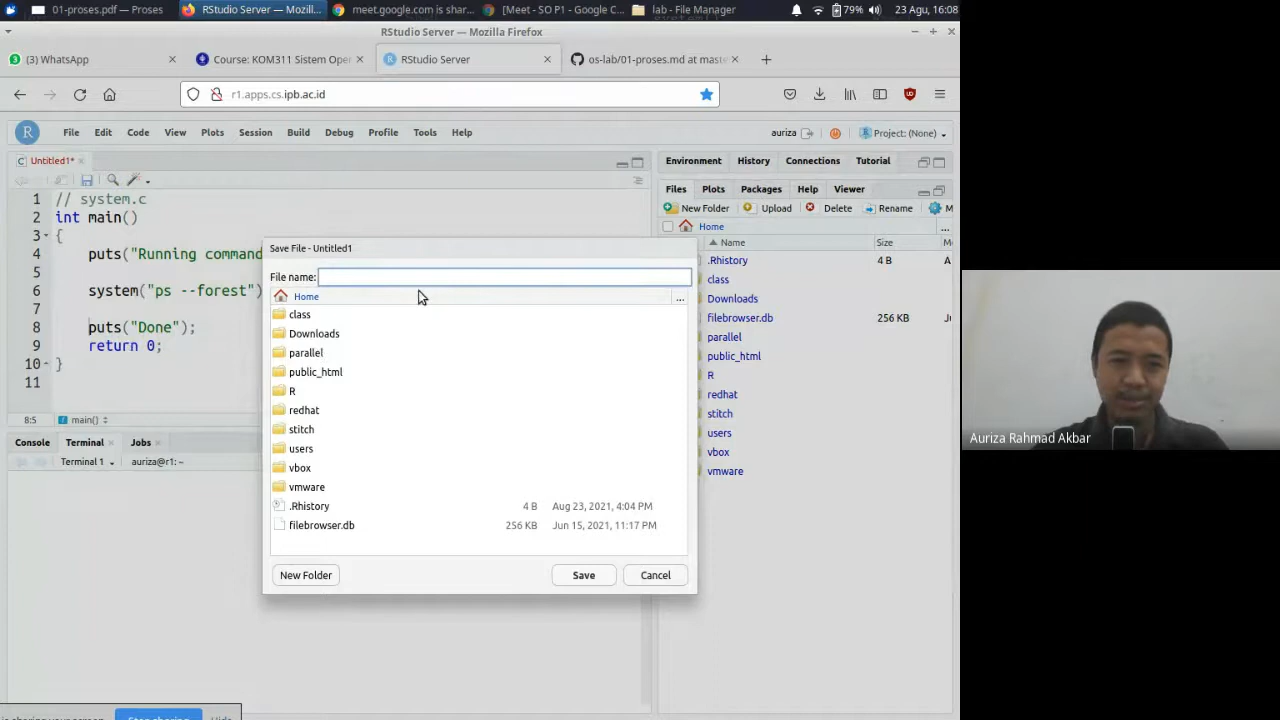 01-proses.pdf — Proses
RStudio Server — Mozill...
meet.google.com is shar...
[Meet - SO P1 - Google C...
lab - File Manager
79%
23 Agu, 16:08
RStudio Server — Mozilla Firefox
(3) WhatsApp
Course: KOM311 Sistem Oper
RStudio Server
os-lab/01-proses.md at maste
r1.apps.cs.ipb.ac.id
R
File
Edit
Code
View
Plots
Session
Build
Debug
Profile
Tools
Help
auriza
Project: (None)
Untitled1*
1 // system.c
2 int main()
3 {
4 puts("Running command
5
6 system("ps --forest")
7
8 puts("Done");
9 return 0;
10 }
11
8:5
main()
Console
Terminal
Jobs
Terminal 1
auriza@r1: ~
Save File - Untitled1
File name:
Home
...
class
Downloads
parallel
public_html
R
redhat
stitch
users
vbox
vmware
.Rhistory 4 B Aug 23, 2021, 4:04 PM
filebrowser.db 256 KB Jun 15, 2021, 11:17 PM
New Folder
Save
Cancel
Environment
History
Connections
Tutorial
Files
Plots
Packages
Help
Viewer
New Folder
Upload
Delete
Rename
M
Home
...
Name
Size
M
.Rhistory 4 B A
class
Downloads
filebrowser.db 256 KB Ju
parallel
public_html
R
redhat
stitch
users
vbox
vmware
Auriza Rahmad Akbar